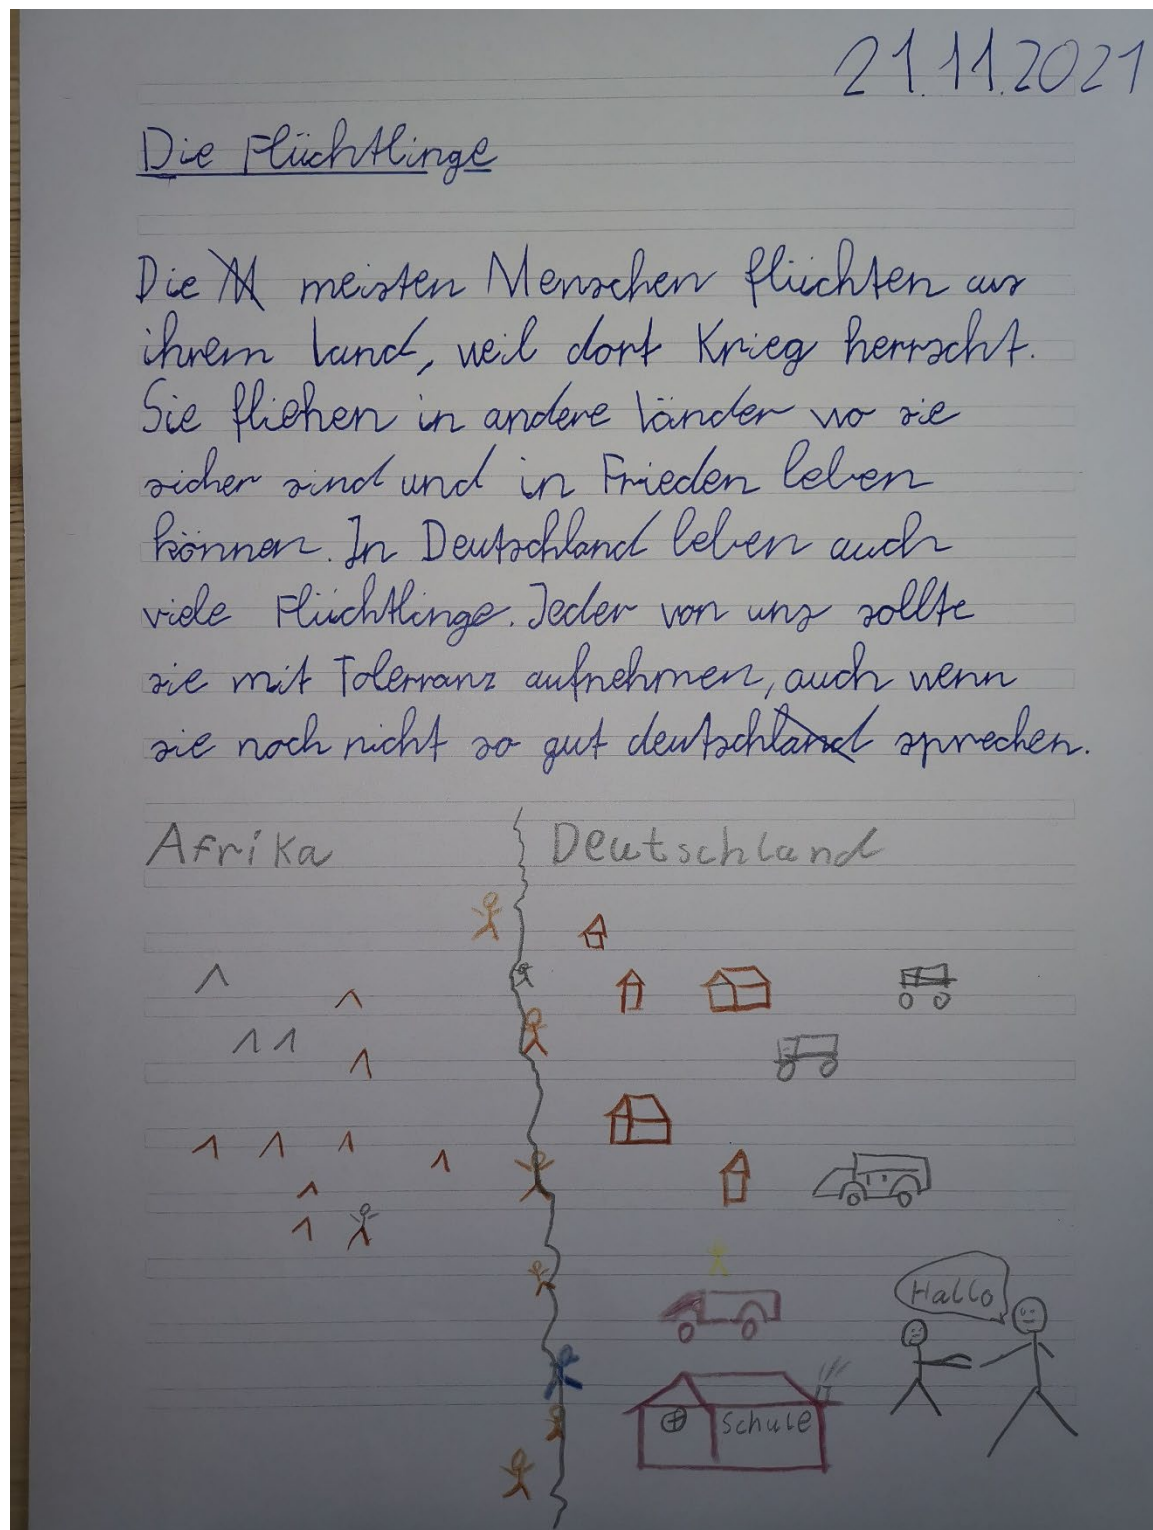 21.11.2021
Die Flüchtlinge
Die meisten Menschen flüchten aus
ihrem Land, weil dort Krieg herrscht.
Sie fliehen in andere Länder wo sie
sicher sind und in Frieden leben
können. In Deutschland leben auch
viele Flüchtlinge. Jeder von uns sollte
sie mit Tolerranz aufnehmen, auch wenn
sie noch nicht so gut deutsch sprechen.
Afrika Deutschland
Hallo
Schule